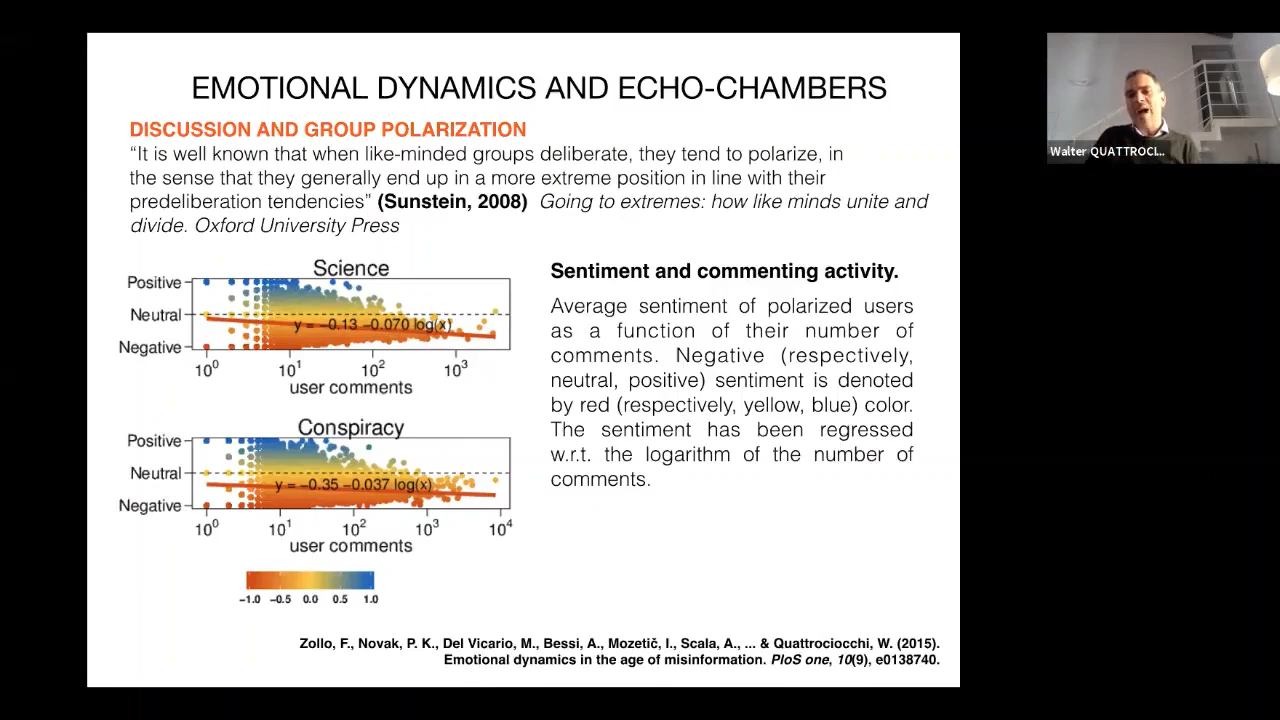 EMOTIONAL DYNAMICS AND ECHO-CHAMBERS
DISCUSSION AND GROUP POLARIZATION
“It is well known that when like-minded groups deliberate, they tend to polarize, in
the sense that they generally end up in a more extreme position in line with their
predeliberation tendencies” (Sunstein, 2008) Going to extremes: how like minds unite and
divide. Oxford University Press
Science
Positive
Neutral
Negative
y = −0.13 −0.070 log(x)
10^0 10^1 10^2 10^3
user comments
Conspiracy
Positive
Neutral
Negative
y = −0.35 −0.037 log(x)
10^0 10^1 10^2 10^3 10^4
user comments
−1.0 −0.5 0.0 0.5 1.0
Sentiment and commenting activity.
Average sentiment of polarized users
as a function of their number of
comments. Negative (respectively,
neutral, positive) sentiment is denoted
by red (respectively, yellow, blue) color.
The sentiment has been regressed
w.r.t. the logarithm of the number of
comments.
Zollo, F., Novak, P. K., Del Vicario, M., Bessi, A., Mozetič, I., Scala, A., ... & Quattrociocchi, W. (2015).
Emotional dynamics in the age of misinformation. PloS one, 10(9), e0138740.
Walter QUATTROCI...